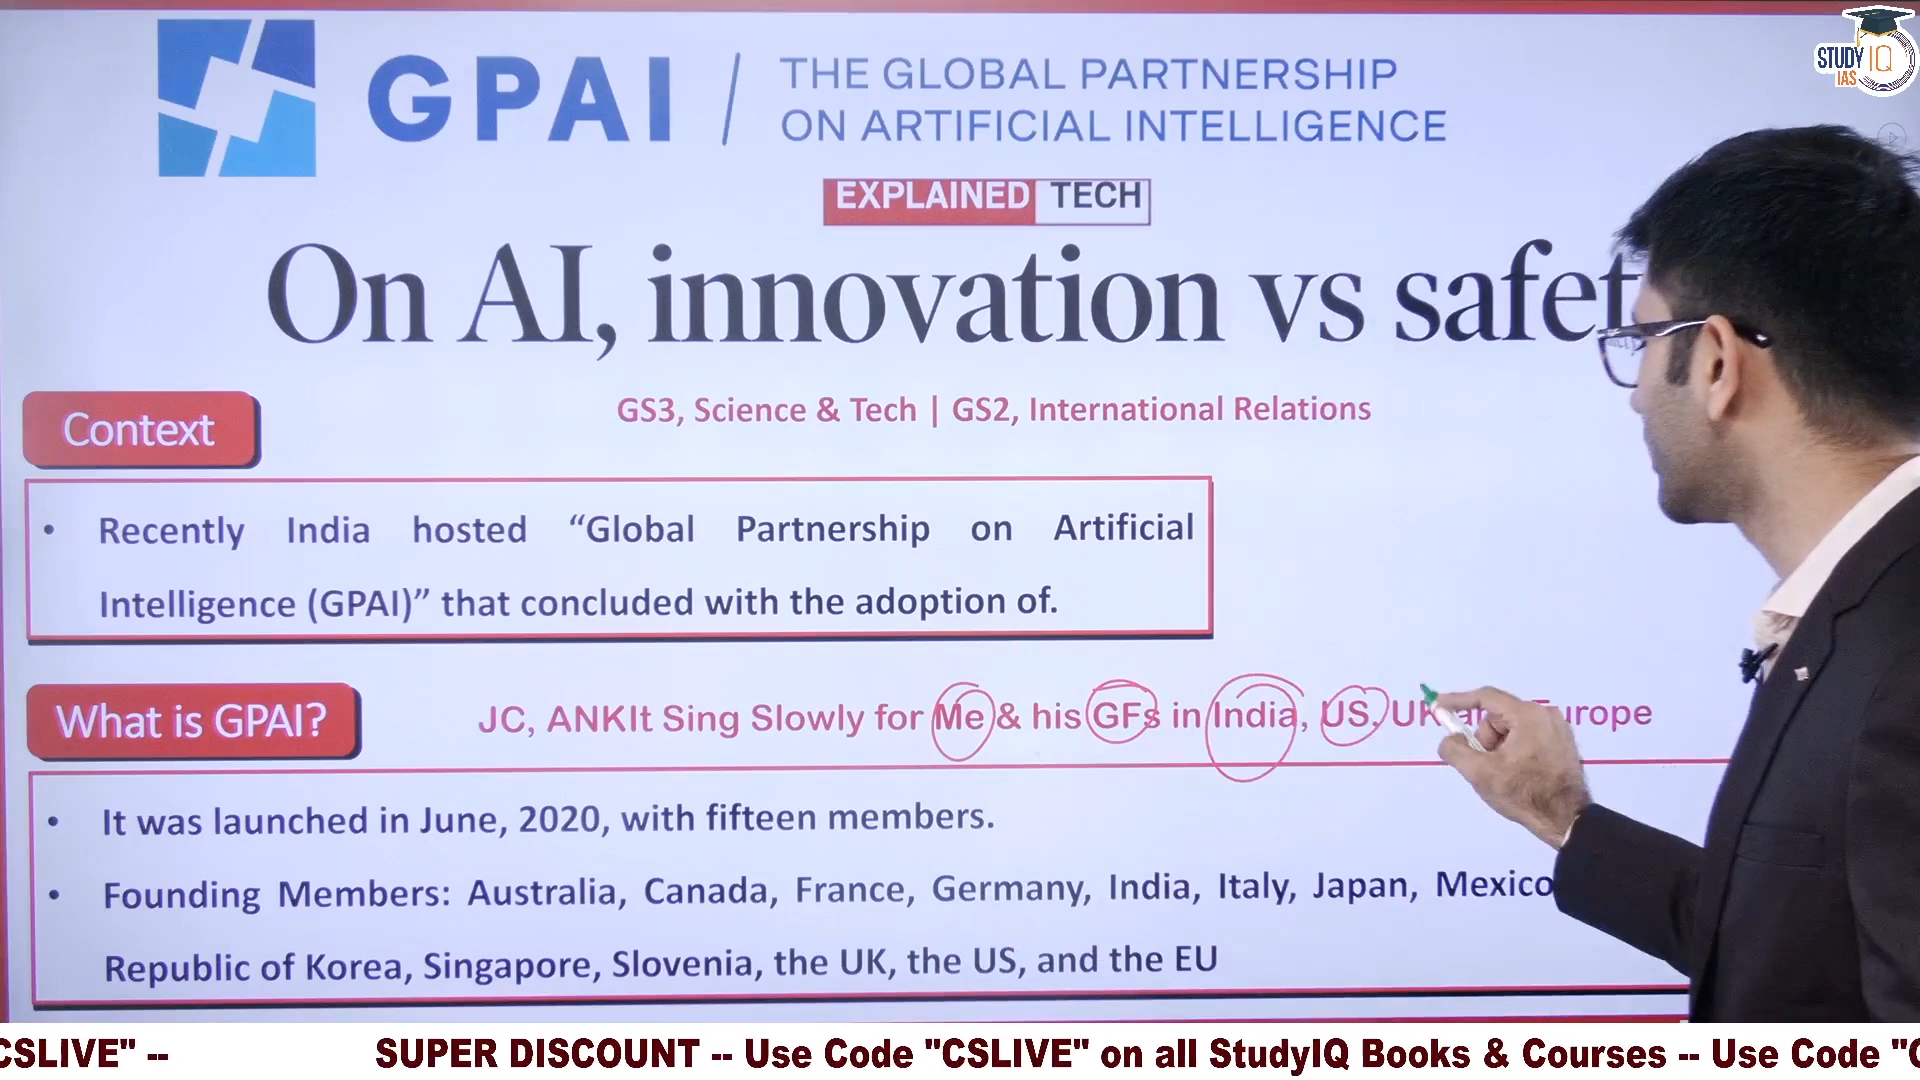 STUDY IQ
IAS
GPAI / THE GLOBAL PARTNERSHIP
ON ARTIFICIAL INTELLIGENCE
EXPLAINED TECH
On AI, innovation vs safet
GS3, Science & Tech | GS2, International Relations
Context
• Recently India hosted “Global Partnership on Artificial
Intelligence (GPAI)” that concluded with the adoption of.
What is GPAI?
JC, ANKIt Sing Slowly for Me & his GFs in India, US, UK and Europe
• It was launched in June, 2020, with fifteen members.
• Founding Members: Australia, Canada, France, Germany, India, Italy, Japan, Mexico
Republic of Korea, Singapore, Slovenia, the UK, the US, and the EU
CSLIVE" -- SUPER DISCOUNT -- Use Code "CSLIVE" on all StudyIQ Books & Courses -- Use Code "C